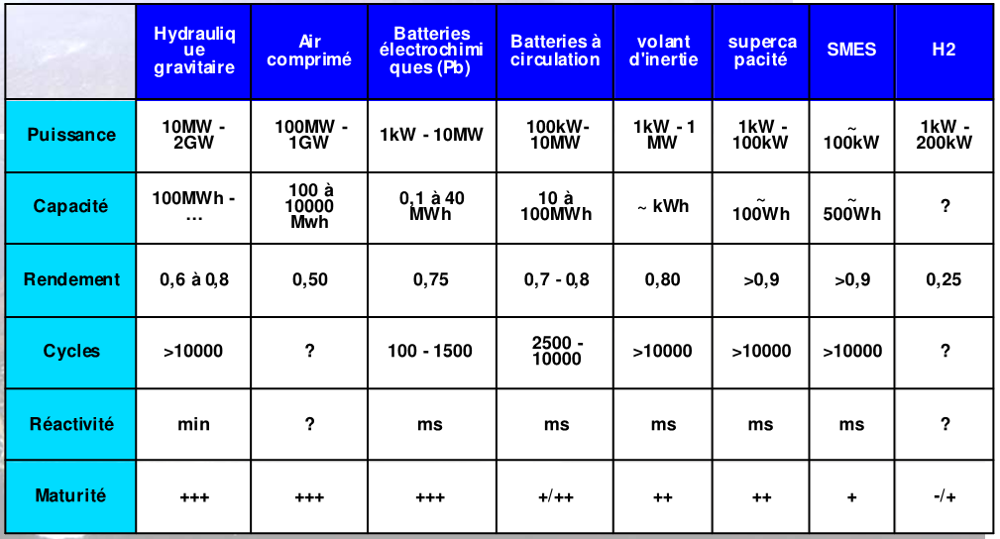 Hydrauliq
ue
gravitaire
Air
comprimé
Batteries
électrochimi
ques (Pb)
Batteries à
circulation
volant
d'inertie
superca
pacité
SMES
H2
Puissance
10MW -
2GW
100MW -
1GW
1kW - 10MW
100kW-
10MW
1kW - 1
MW
1kW -
100kW
~
100kW
1kW -
200kW
Capacité
100MWh -
...
100 à
10000
Mwh
0,1 à 40
MWh
10 à
100MWh
~ kWh
~
100Wh
~
500Wh
?
Rendement
0,6 à 0,8
0,50
0,75
0,7 - 0,8
0,80
>0,9
>0,9
0,25
Cycles
>10000
?
100 - 1500
2500 -
10000
>10000
>10000
>10000
?
Réactivité
min
?
ms
ms
ms
ms
ms
?
Maturité
+++
+++
+++
+/++
++
++
+
-/+